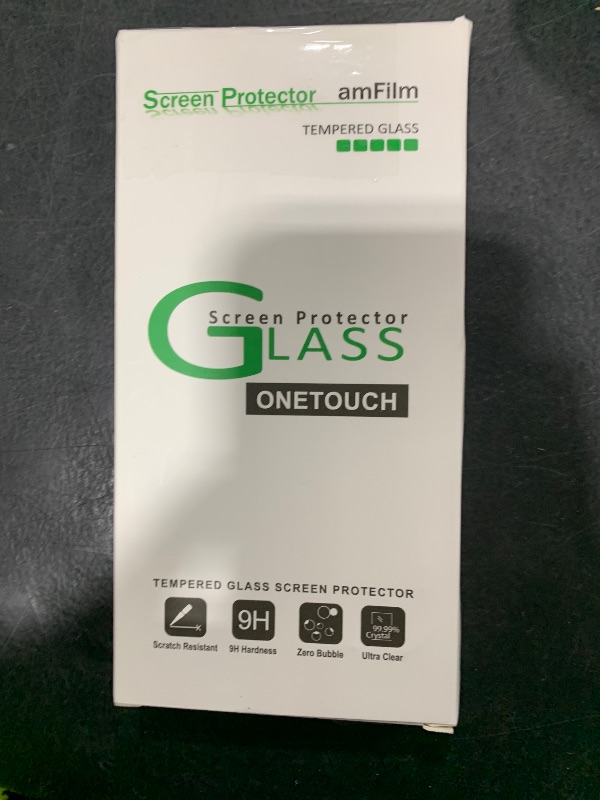 Screen Protector amFilm
TEMPERED GLASS
Screen Protector
GLASS
ONETOUCH
TEMPERED GLASS SCREEN PROTECTOR
9H
99.99%
Crystal
Scratch Resistant 9H Hardness Zero Bubble Ultra Clear